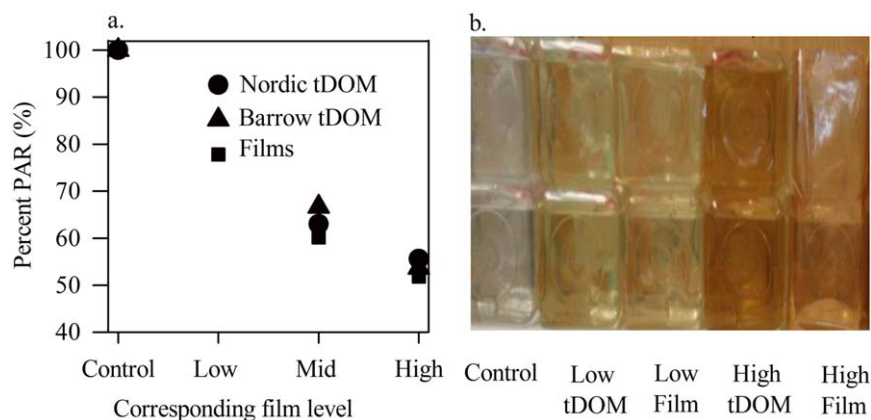 a.
Percent PAR (%)
100
90
80
70
60
50
40
Nordic tDOM
Barrow tDOM
Films
Control Low Mid High
Corresponding film level
b.
Control
Low tDOM
Low Film
High tDOM
High Film